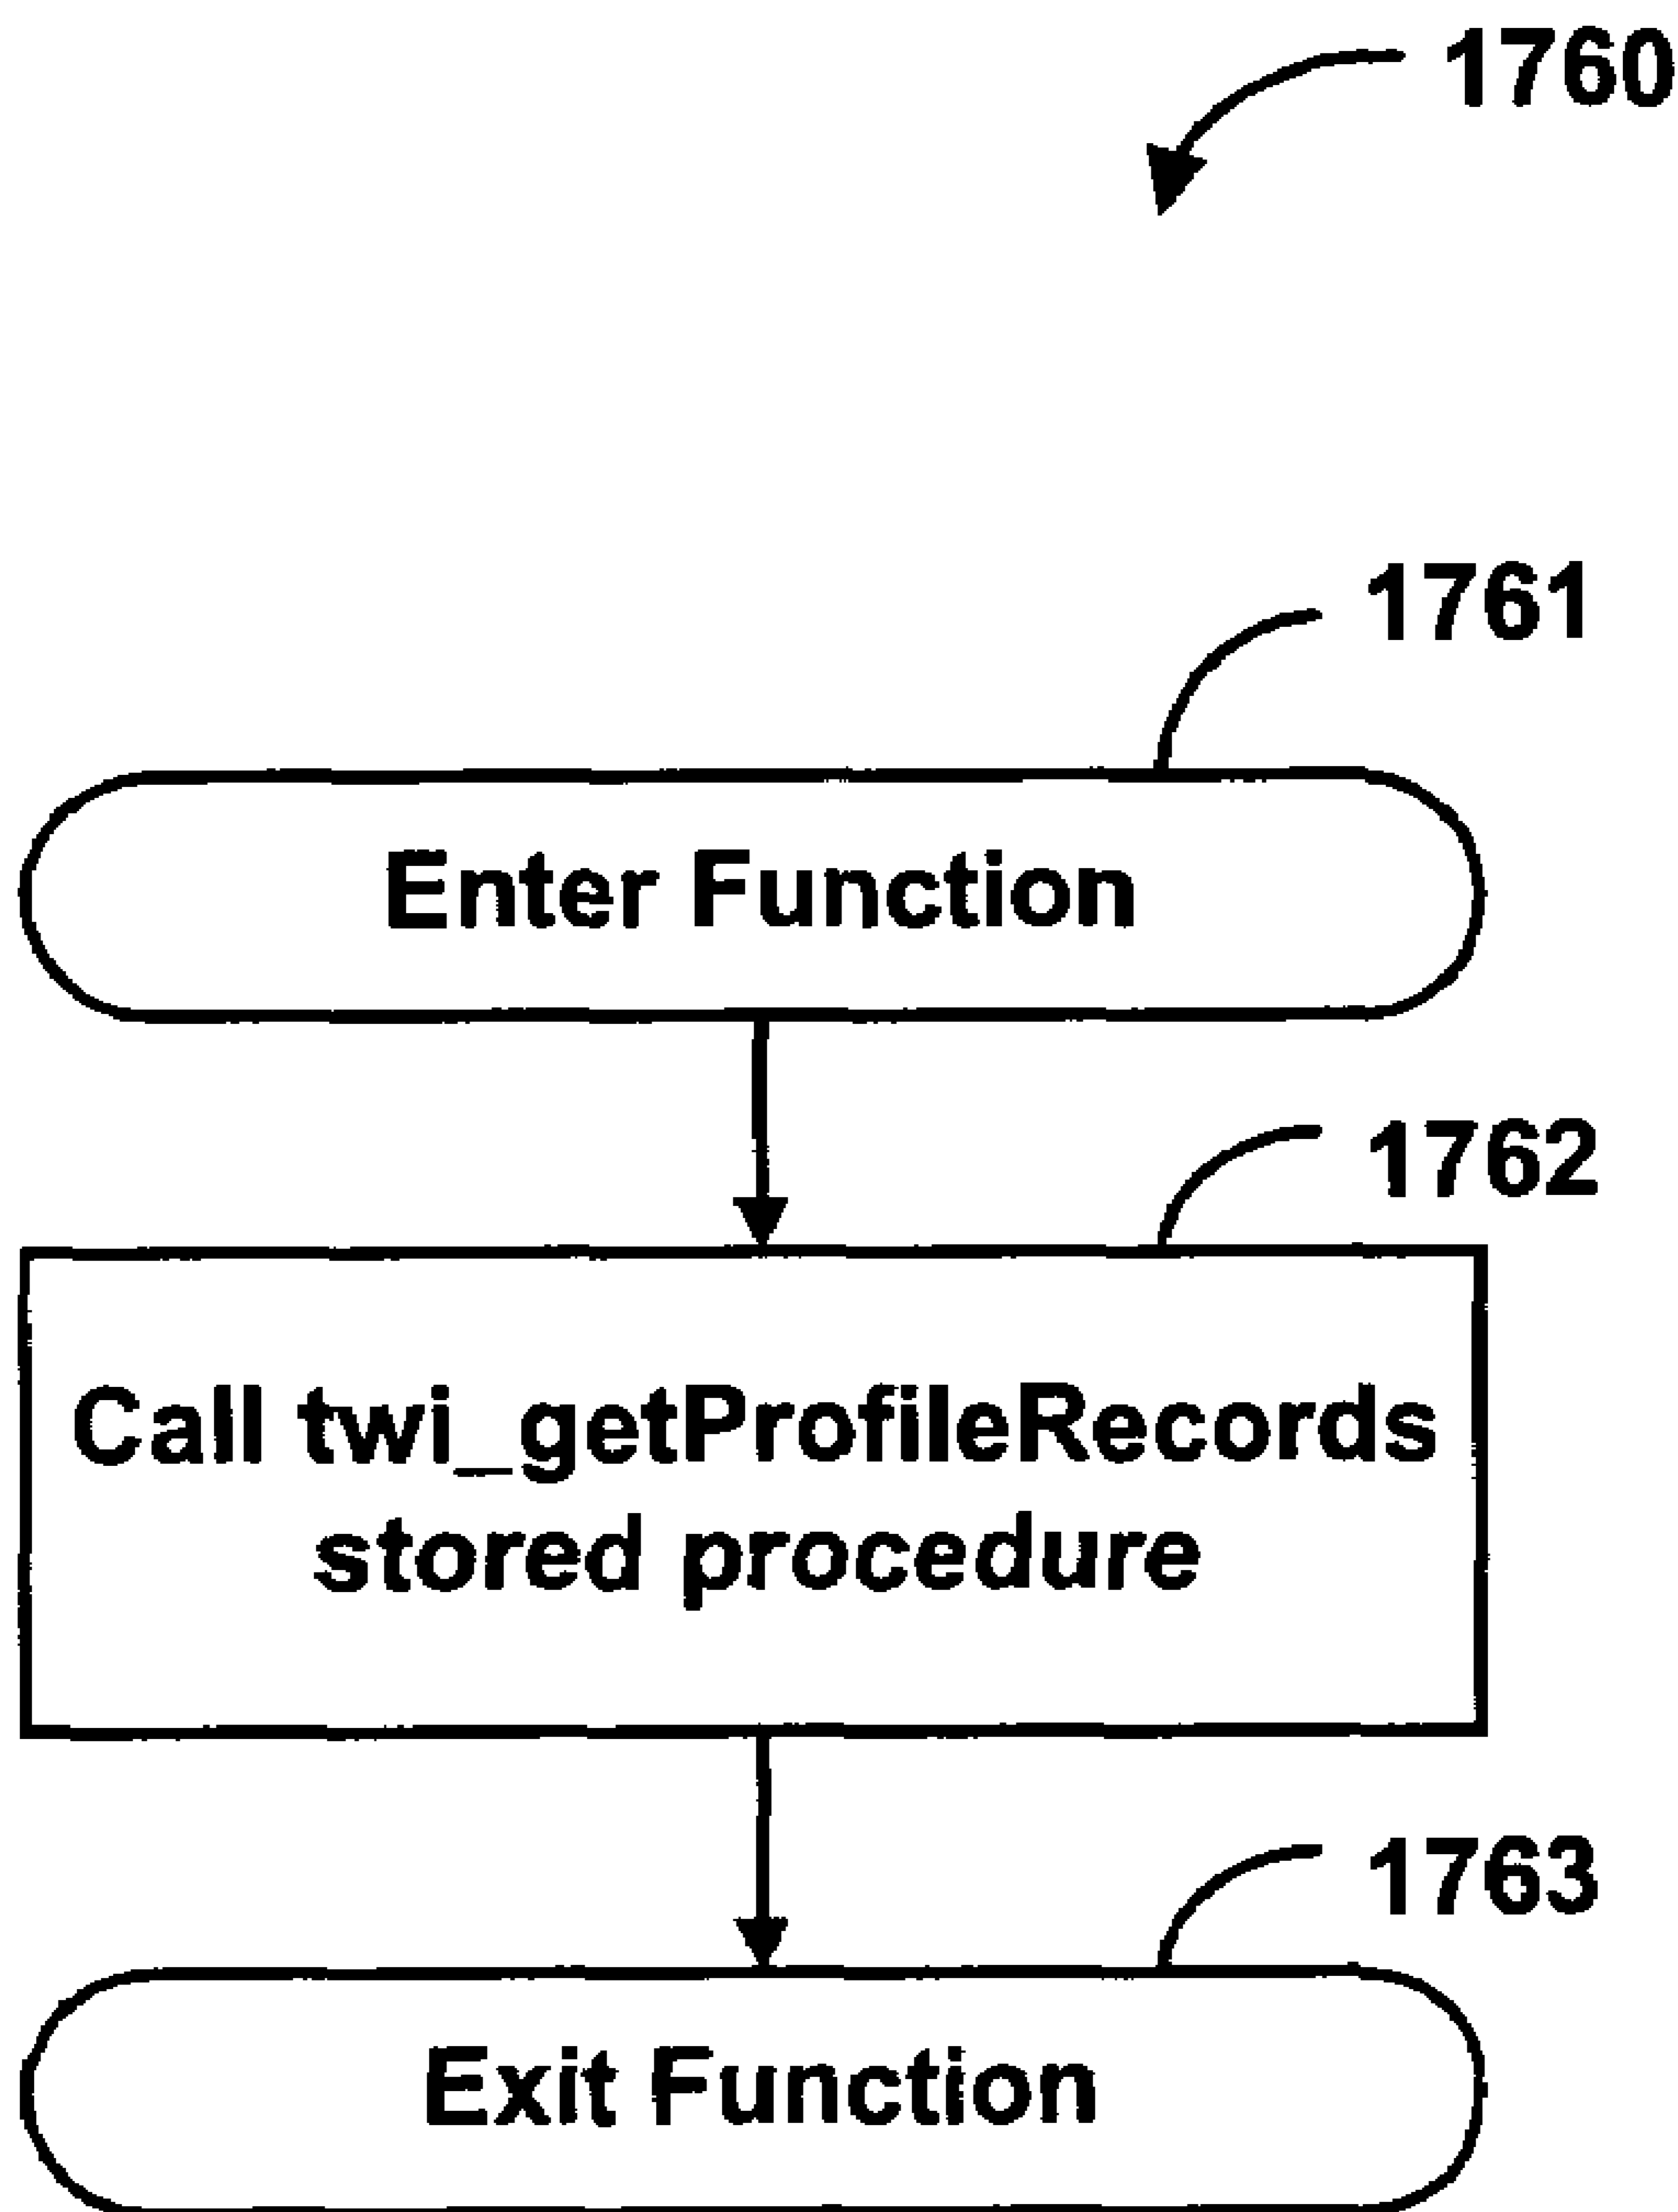 1760
1761
Enter Function
1762
Call twi_getProfileRecords
stored procedure
1763
Exit Function